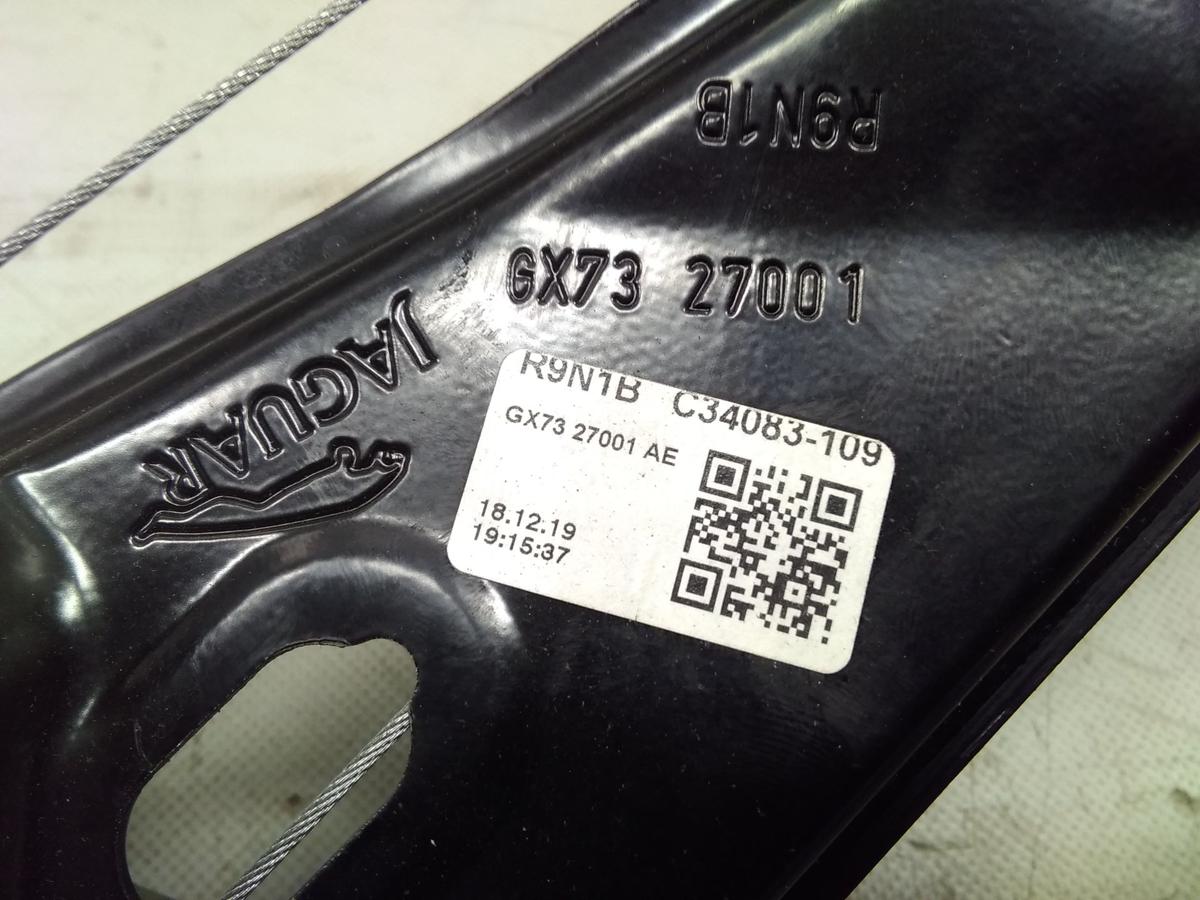 R9N1B
GX73 27001
JAGUAR
R9N1B C34083-109
GX73 27001 AE
18.12.19
19:15:37